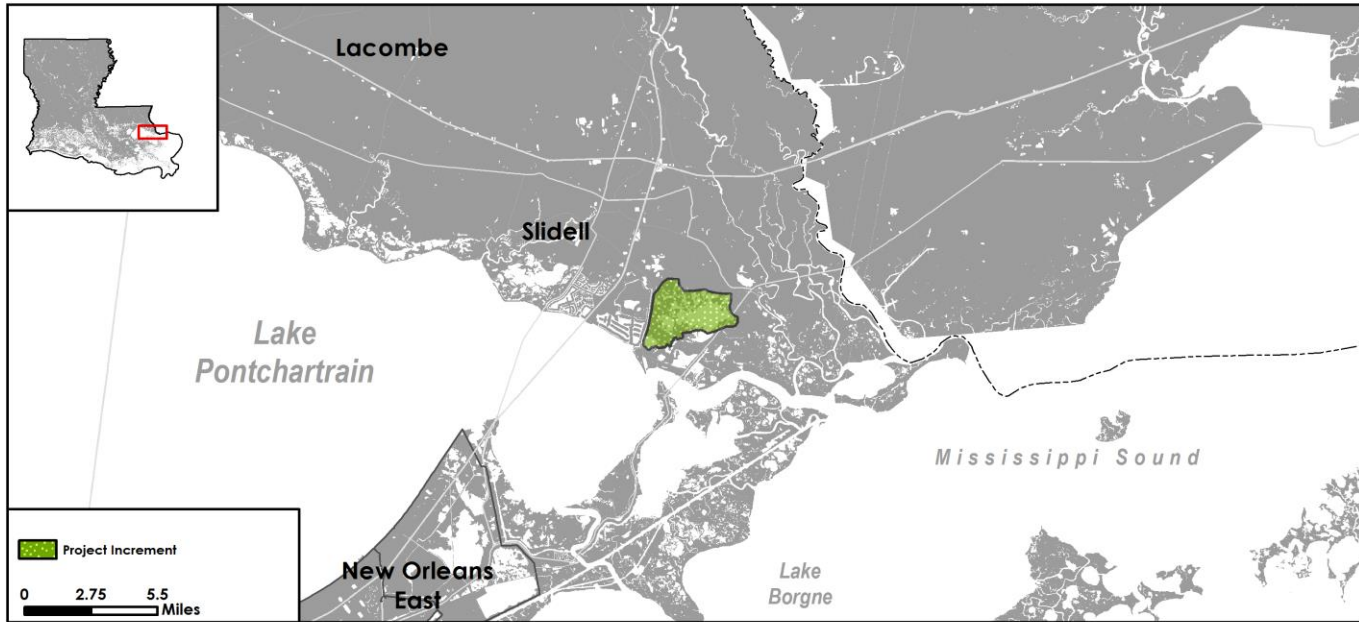 Lacombe
Slidell
Lake
Pontchartrain
Mississippi Sound
New Orleans
East
Lake
Borgne
Project Increment
0 2.75 5.5
Miles